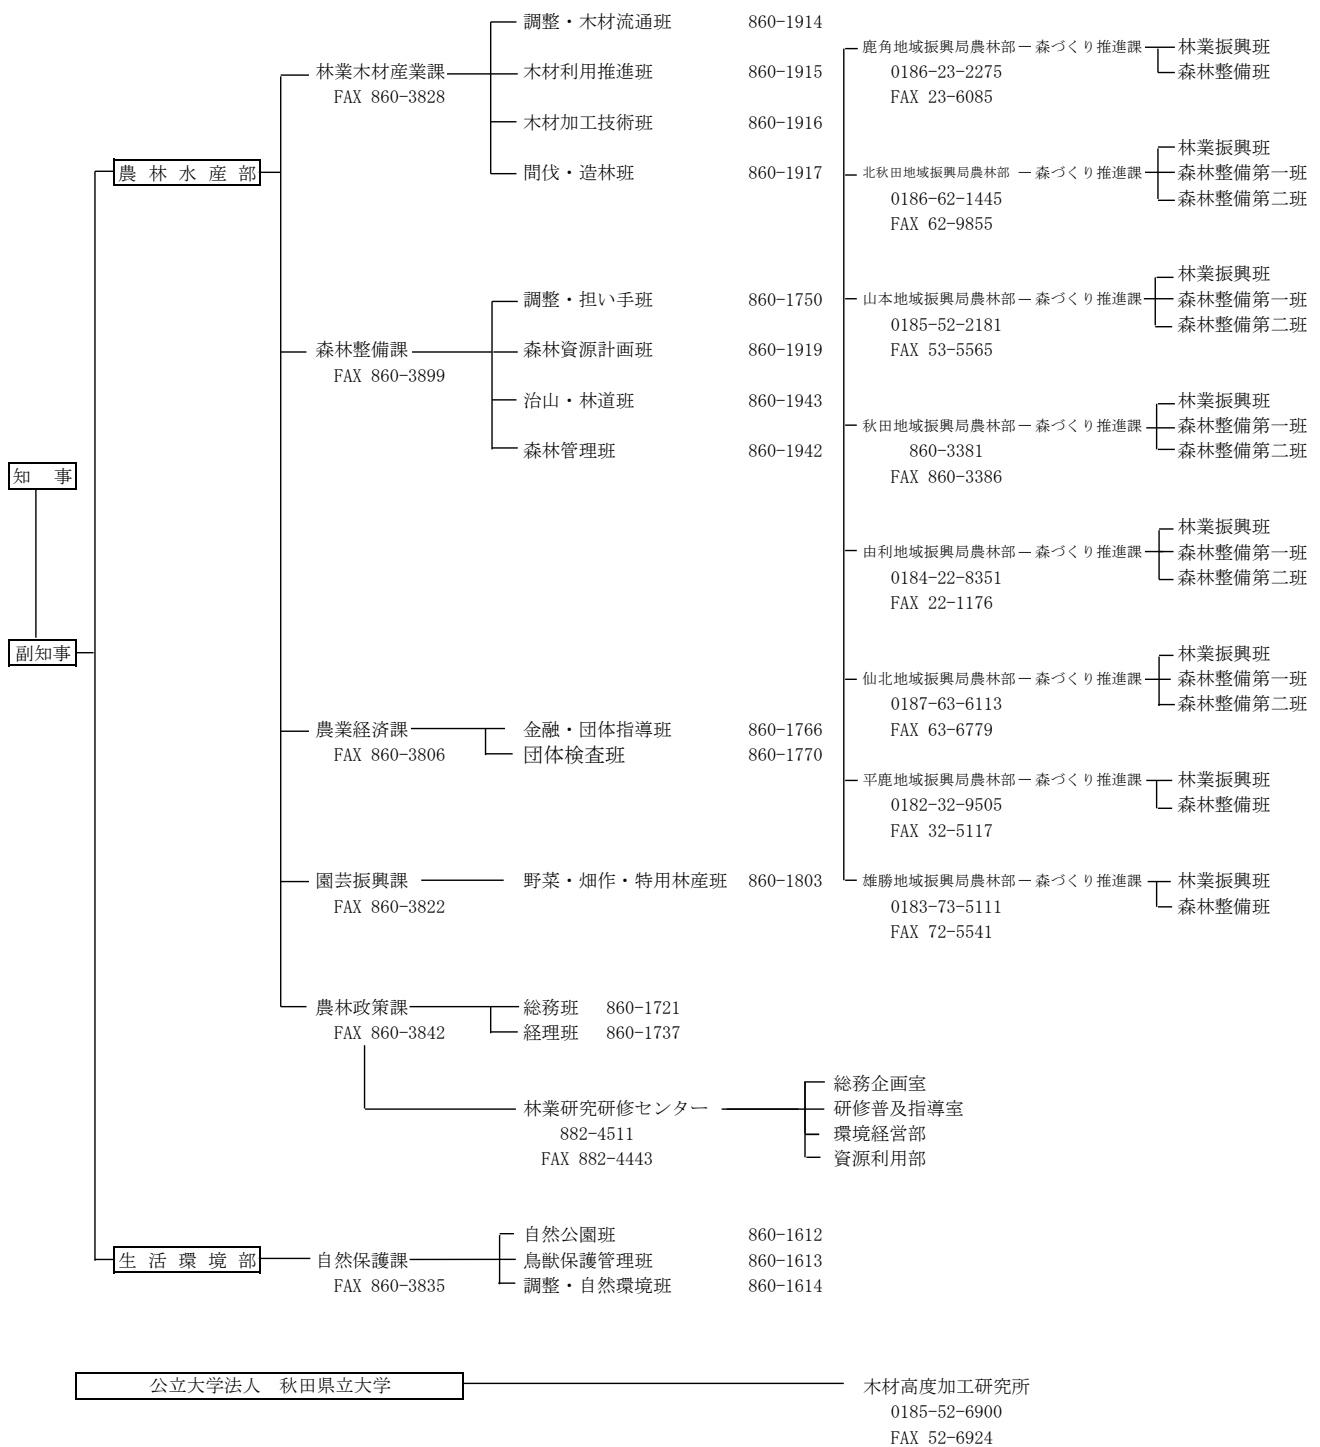 調整・木材流通班 860-1914
林業木材産業課 木材利用推進班 860-1915
FAX 860-3828
木材加工技術班 860-1916
間伐・造林班 860-1917
農林水産部
調整・担い手班 860-1750
森林整備課 森林資源計画班 860-1919
FAX 860-3899
治山・林道班 860-1943
森林管理班 860-1942
知　事
副知事
農業経済課 金融・団体指導班 860-1766
FAX 860-3806 団体検査班 860-1770
園芸振興課 野菜・畑作・特用林産班 860-1803
FAX 860-3822
農林政策課 総務班 860-1721
FAX 860-3842 経理班 860-1737
林業研究研修センター
882-4511
FAX 882-4443
総務企画室
研修普及指導室
環境経営部
資源利用部
鹿角地域振興局農林部 森づくり推進課 林業振興班
0186-23-2275 森林整備班
FAX 23-6085
林業振興班
北秋田地域振興局農林部 森づくり推進課 森林整備第一班
0186-62-1445 森林整備第二班
FAX 62-9855
林業振興班
山本地域振興局農林部 森づくり推進課 森林整備第一班
0185-52-2181 森林整備第二班
FAX 53-5565
林業振興班
秋田地域振興局農林部 森づくり推進課 森林整備第一班
860-3381 森林整備第二班
FAX 860-3386
林業振興班
由利地域振興局農林部 森づくり推進課 森林整備第一班
0184-22-8351 森林整備第二班
FAX 22-1176
林業振興班
仙北地域振興局農林部 森づくり推進課 森林整備第一班
0187-63-6113 森林整備第二班
FAX 63-6779
平鹿地域振興局農林部 森づくり推進課 林業振興班
0182-32-9505 森林整備班
FAX 32-5117
雄勝地域振興局農林部 森づくり推進課 林業振興班
0183-73-5111 森林整備班
FAX 72-5541
自然公園班 860-1612
生活環境部 自然保護課 鳥獣保護管理班 860-1613
FAX 860-3835 調整・自然環境班 860-1614
公立大学法人　秋田県立大学 木材高度加工研究所
0185-52-6900
FAX 52-6924